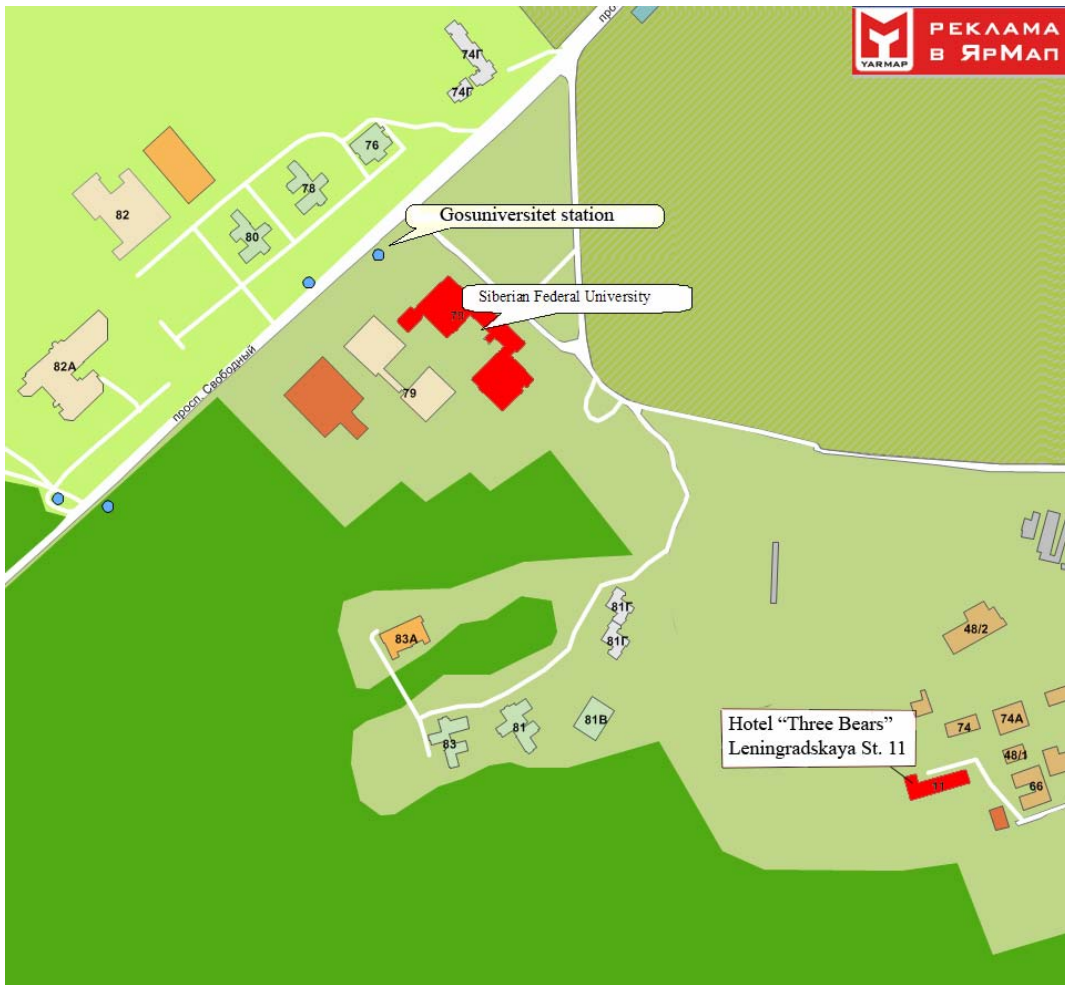 РЕКЛАМА
В ЯРМАП
YARMAP
74Г
74Г
76
78
80
82
82А
просп. Свободный
Gosuniversitet station
Siberian Federal University
79
81Г
81Г
83А
83
81
81В
48/2
74
74А
48/1
66
Hotel “Three Bears”
Leningradskaya St. 11
11